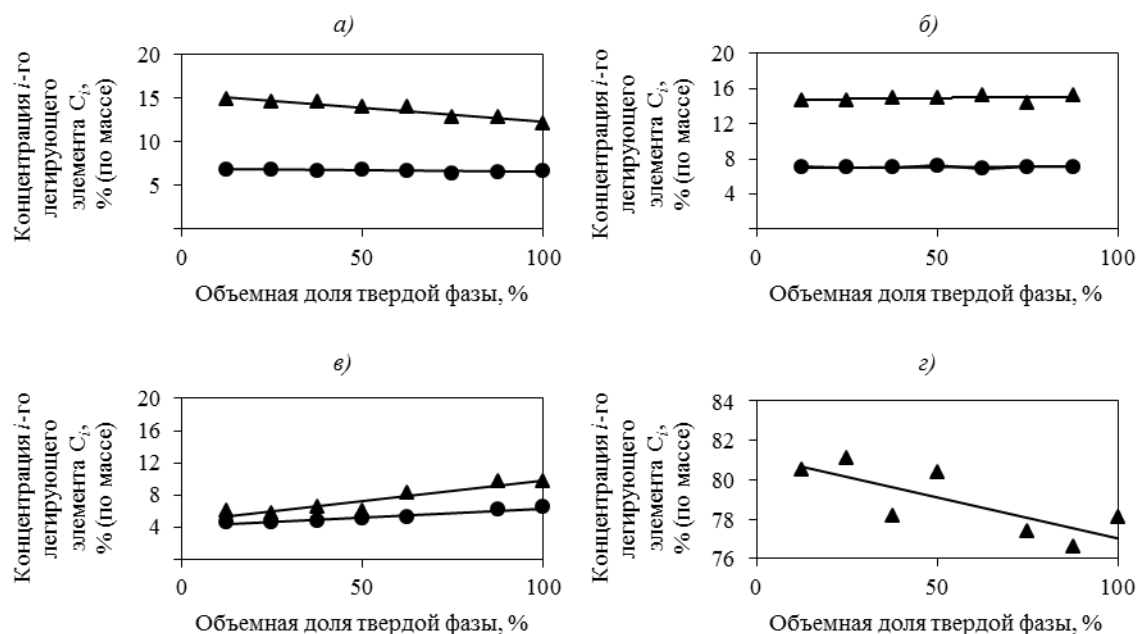 а)
Концентрация i-го
легирующего
элемента Ci,
% (по массе)
20
15
10
5
0
50
100
Объемная доля твердой фазы, %
б)
Концентрация i-го
легирующего
элемента Ci,
% (по массе)
20
16
12
8
4
0
50
100
Объемная доля твердой фазы, %
в)
Концентрация i-го
легирующего
элемента Ci,
% (по массе)
20
16
12
8
4
0
50
100
Объемная доля твердой фазы, %
г)
Концентрация i-го
легирующего
элемента Ci,
% (по массе)
84
82
80
78
76
0
50
100
Объемная доля твердой фазы, %